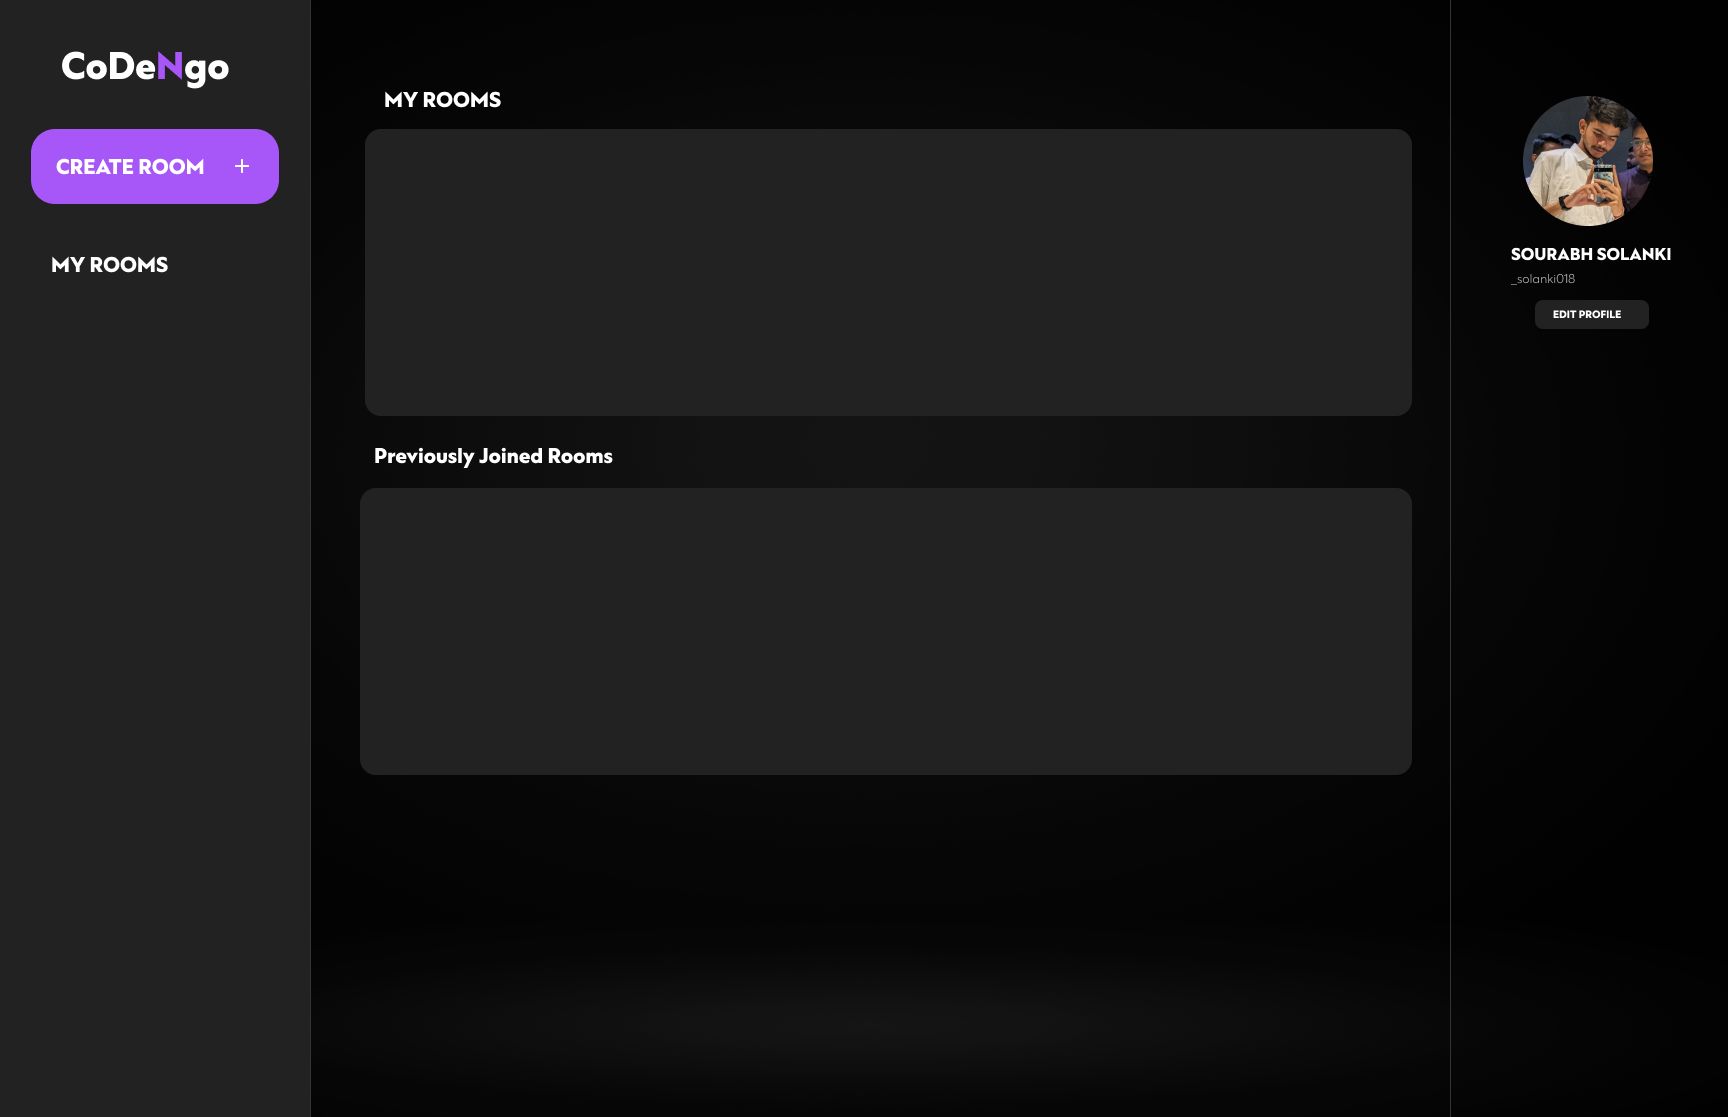 CoDeNgo
CREATE ROOM +
MY ROOMS
MY ROOMS
Previously Joined Rooms
SOURABH SOLANKI
_solanki018
EDIT PROFILE